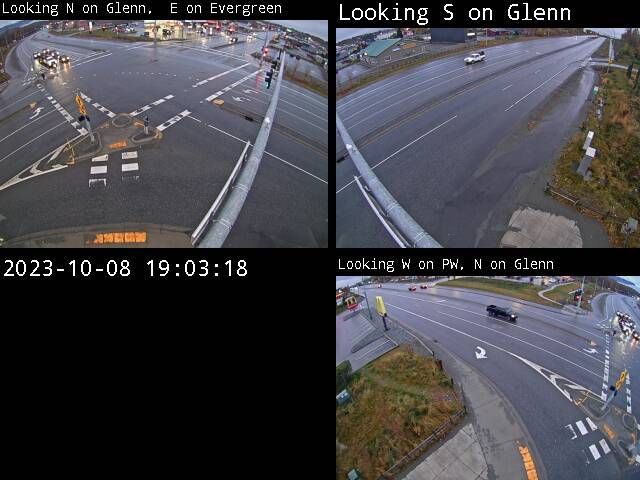 Looking N on Glenn, E on Evergreen
Looking S on Glenn
2023-10-08 19:03:18
Looking W on PW, N on Glenn